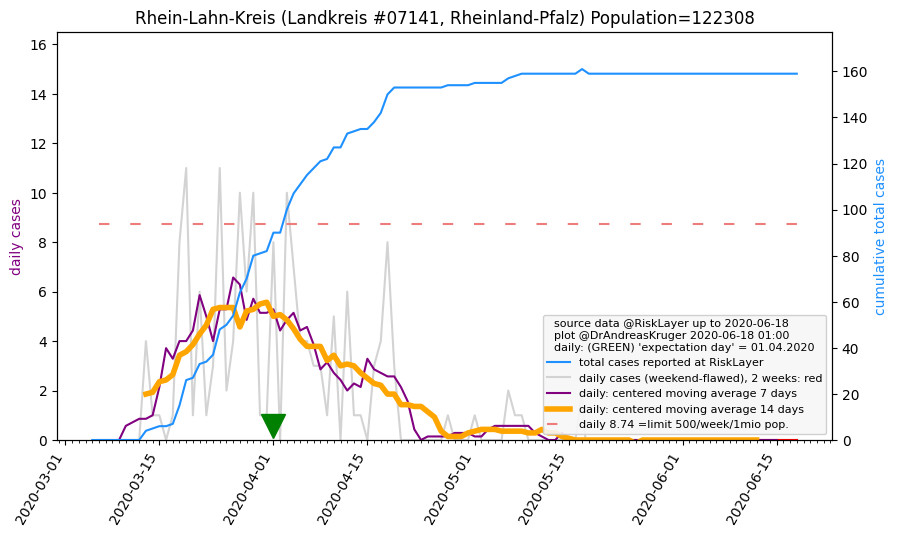 Rhein-Lahn-Kreis (Landkreis #07141, Rheinland-Pfalz) Population=122308
16
14
12
10
8
6
4
2
0
daily cases
160
140
120
100
80
60
40
20
0
cumulative total cases
source data @RiskLayer up to 2020-06-18
plot @DrAndreasKruger 2020-06-18 01:00
daily: (GREEN) 'expectation day' = 01.04.2020
total cases reported at RiskLayer
daily cases (weekend-flawed), 2 weeks: red
daily: centered moving average 7 days
daily: centered moving average 14 days
daily 8.74 =limit 500/week/1mio pop.
2020-03-01
2020-03-15
2020-04-01
2020-04-15
2020-05-01
2020-05-15
2020-06-01
2020-06-15